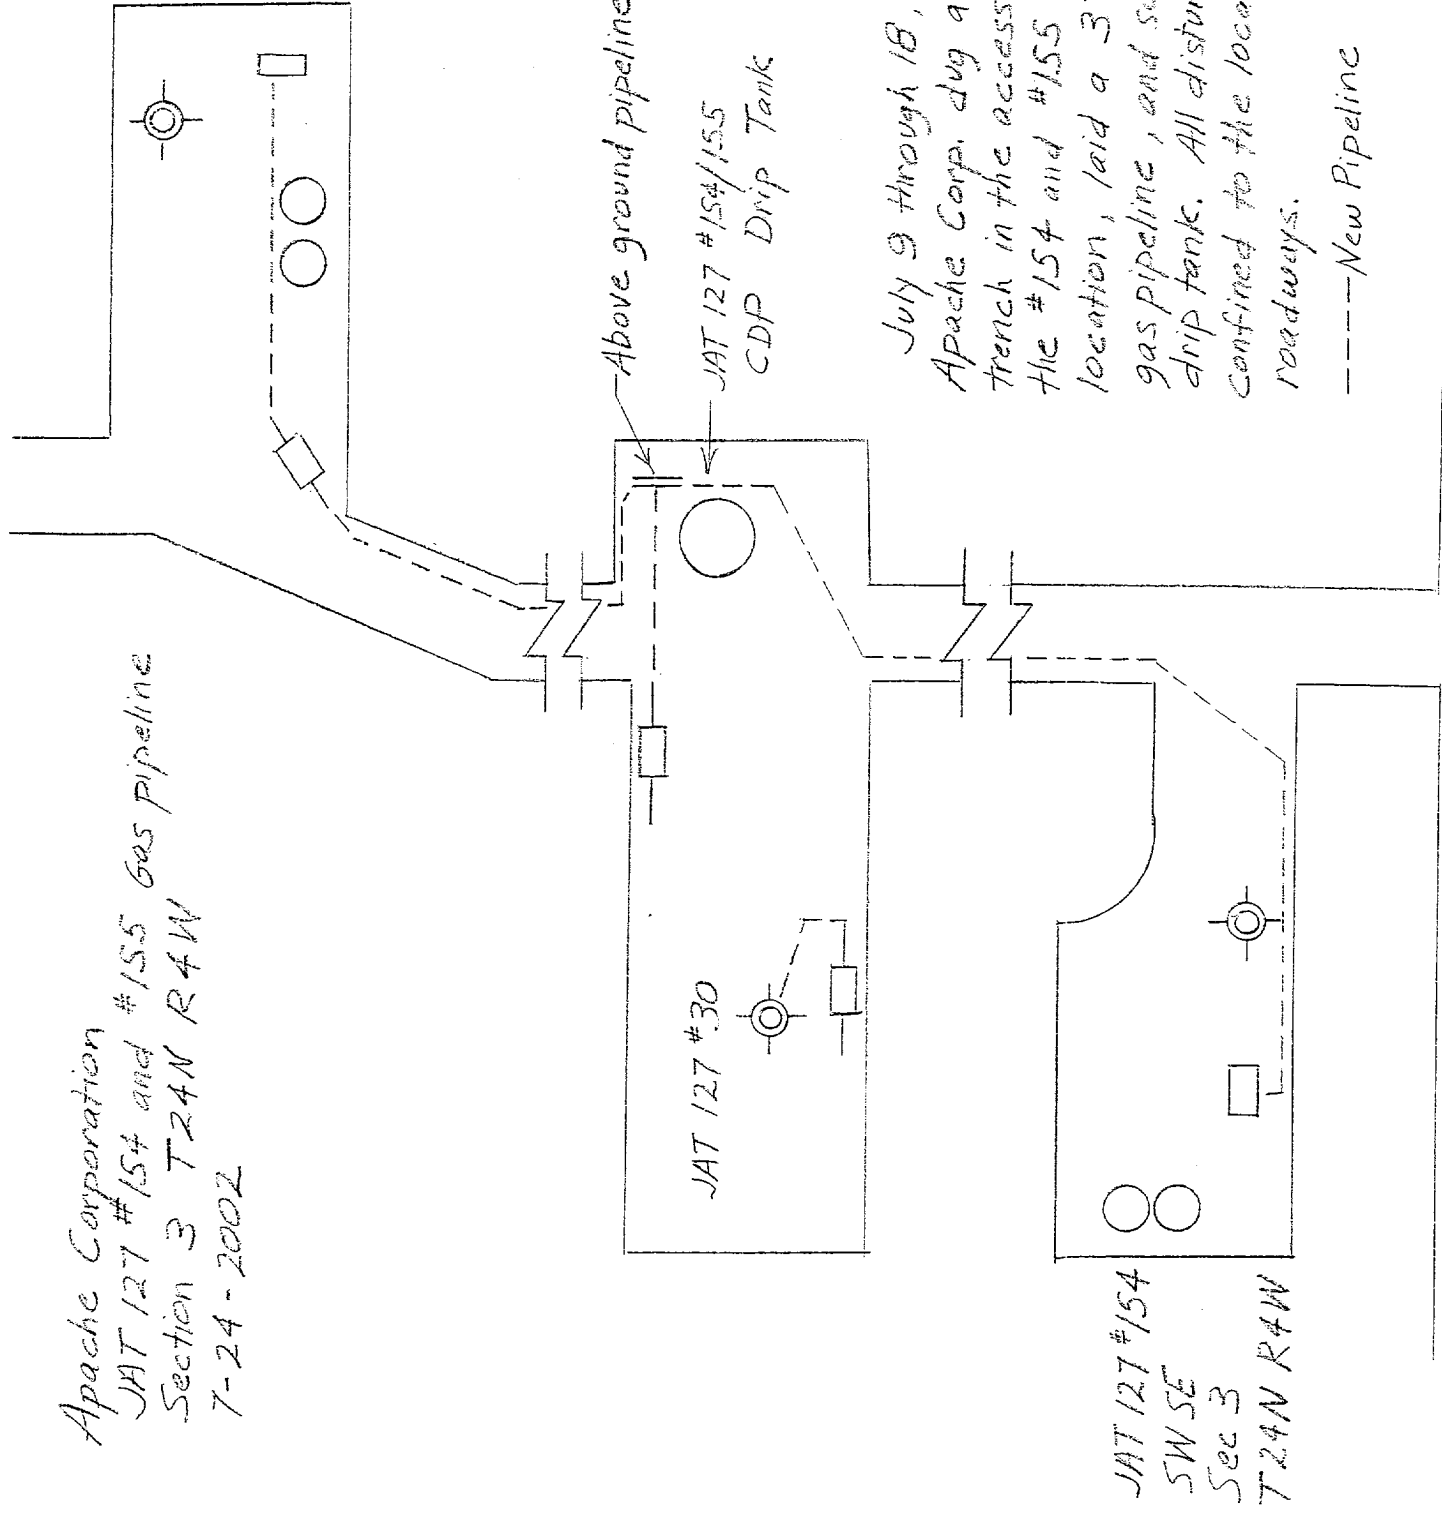 Apache Corporation
JAT 127 #154 and #155 Gas pipeline
Section 3 T24N R4W
7-24-2002
Above ground pipeline
JAT 127 #154/155
CDP Drip Tank
July 9 through 18,
Apache Corp. dug a
trench in the access
the #154 and #155
location, laid a 3"
gas pipeline, and
drip tank. All
confined to the
roadways.
New Pipeline
JAT 127 #30
JAT 127 #154
SW SE
Sec 3
T24N R4W